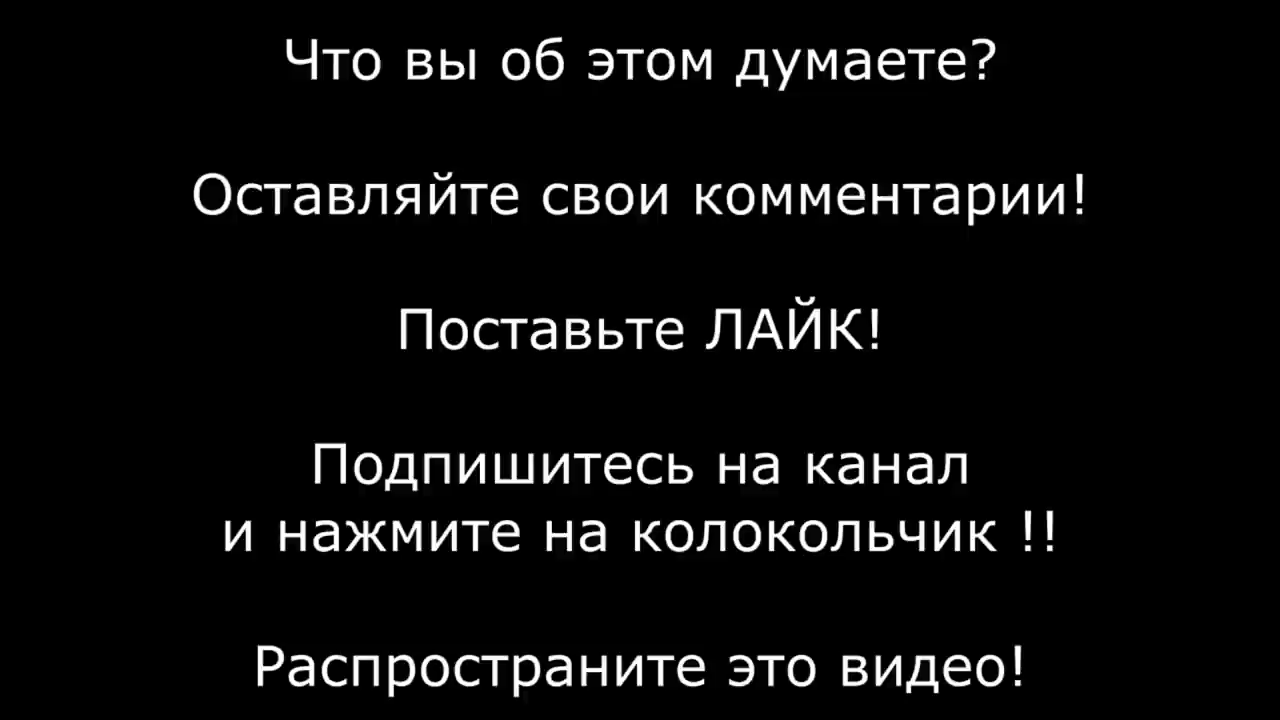 Что вы об этом думаете?
Оставляйте свои комментарии!
Поставьте ЛАЙК!
Подпишитесь на канал
и нажмите на колокольчик !!
Распространите это видео!